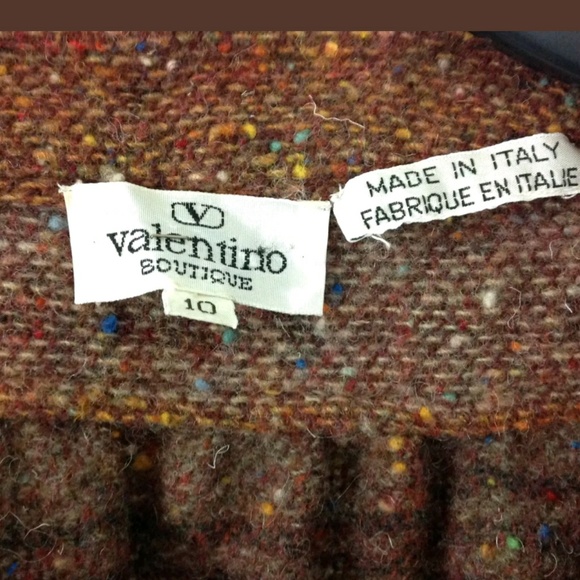 V
valentino
BOUTIQUE
10
MADE IN ITALY
FABRIQUE EN ITALIE